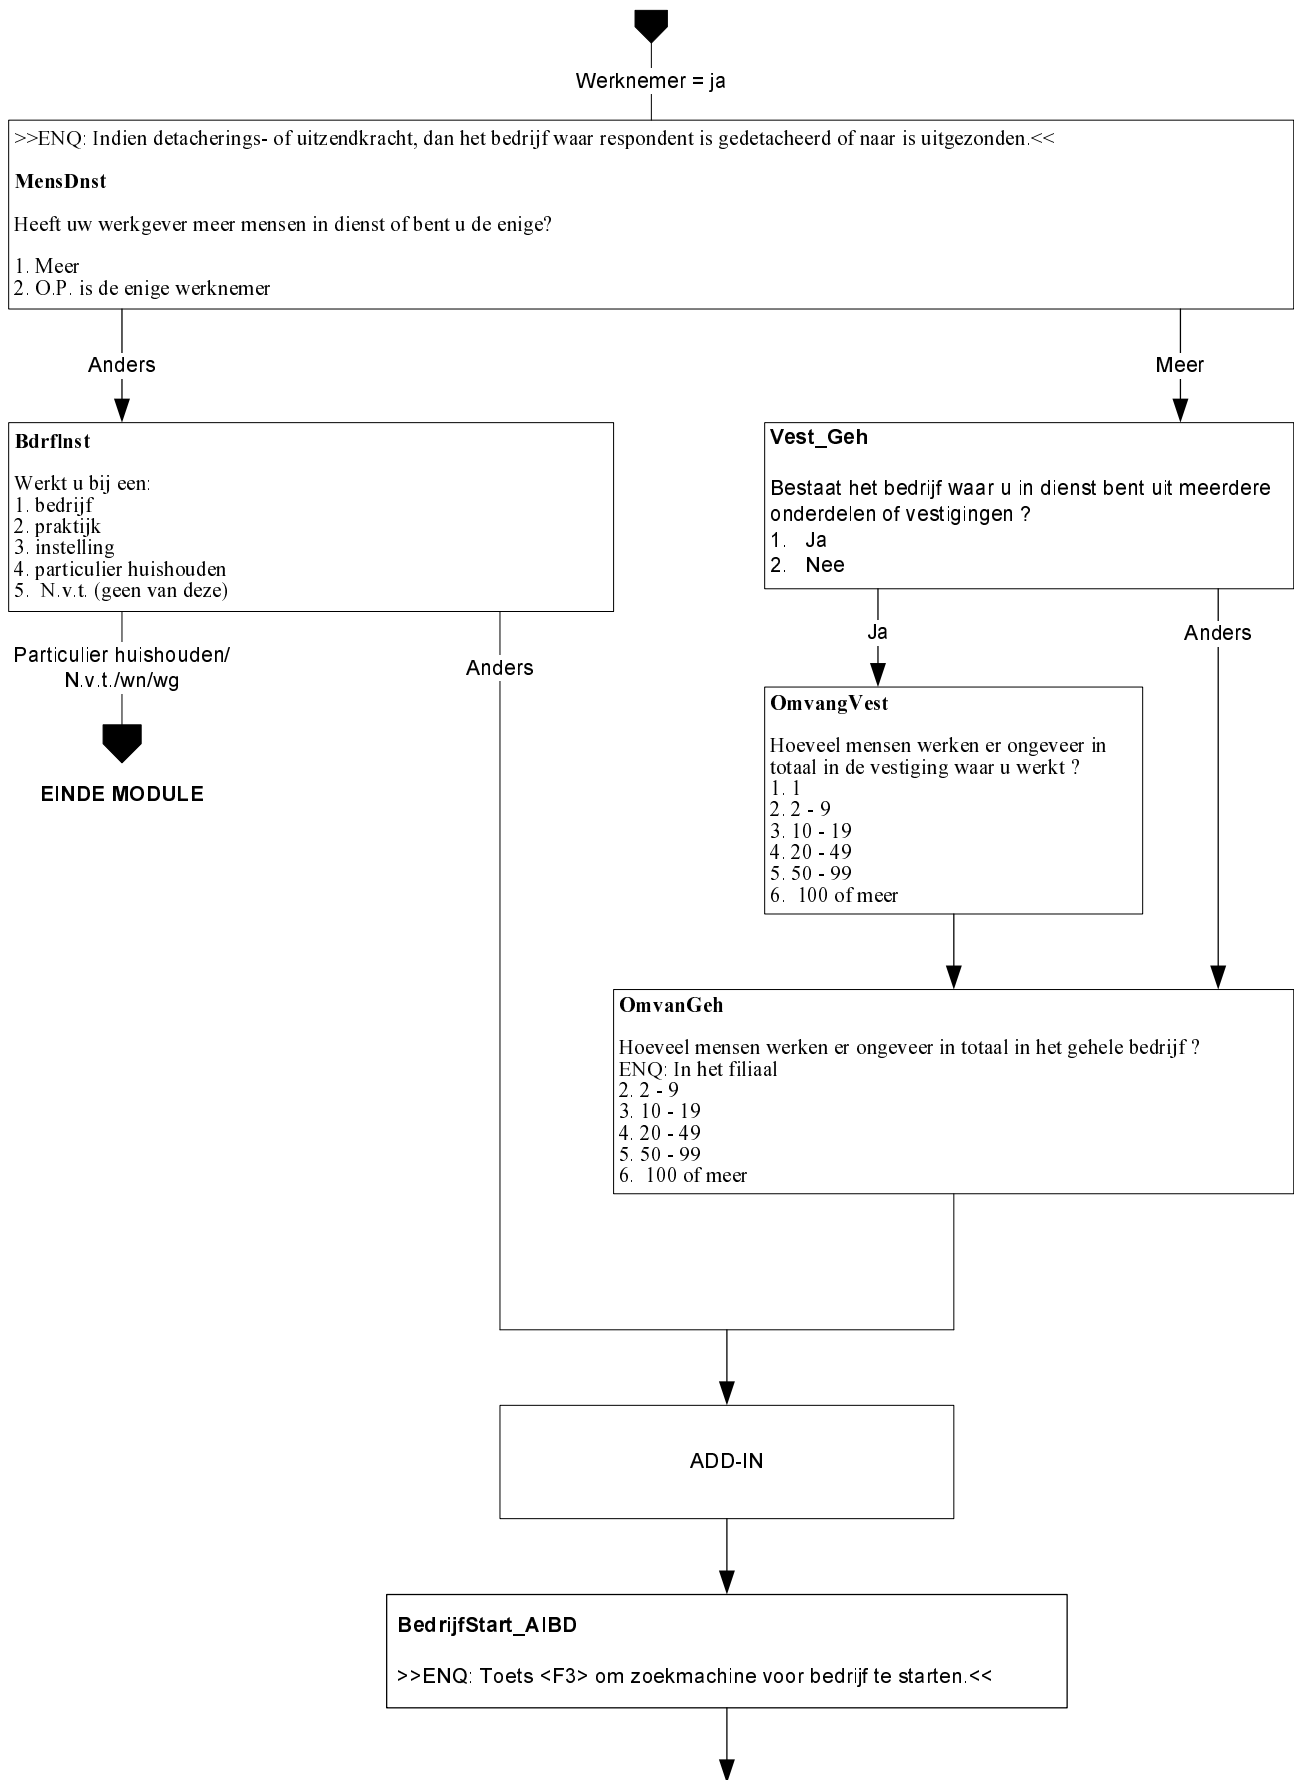 Werknemer = ja
>>ENQ: Indien detacherings- of uitzendkracht, dan het bedrijf waar respondent is gedetacheerd of naar is uitgezonden.<<
MensDnst
Heeft uw werkgever meer mensen in dienst of bent u de enige?
1. Meer
2. O.P. is de enige werknemer
Anders
Meer
BdrfInst
Werkt u bij een:
1. bedrijf
2. praktijk
3. instelling
4. particulier huishouden
5. N.v.t. (geen van deze)
Vest_Geh
Bestaat het bedrijf waar u in dienst bent uit meerdere
onderdelen of vestigingen ?
1. Ja
2. Nee
Particulier huishouden/
N.v.t./wn/wg
Anders
Ja
Anders
EINDE MODULE
OmvangVest
Hoeveel mensen werken er ongeveer in
totaal in de vestiging waar u werkt ?
1. 1
2. 2 - 9
3. 10 - 19
4. 20 - 49
5. 50 - 99
6. 100 of meer
OmvanGeh
Hoeveel mensen werken er ongeveer in totaal in het gehele bedrijf ?
ENQ: In het filiaal
2. 2 - 9
3. 10 - 19
4. 20 - 49
5. 50 - 99
6. 100 of meer
ADD-IN
BedrijfStart_AIBD
>>ENQ: Toets <F3> om zoekmachine voor bedrijf te starten.<<